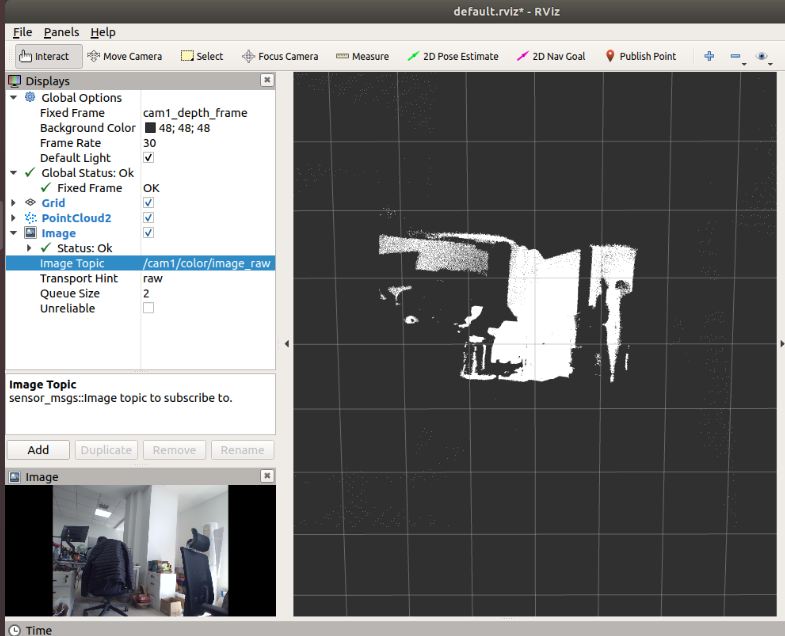 default.rviz* - RViz
File Panels Help
Interact Move Camera Select Focus Camera Measure 2D Pose Estimate 2D Nav Goal Publish Point
Displays
Global Options
Fixed Frame cam1_depth_frame
Background Color 48; 48; 48
Frame Rate 30
Default Light
Global Status: Ok
Fixed Frame OK
Grid
PointCloud2
Image
Status: Ok
Image Topic /cam1/color/image_raw
Transport Hint raw
Queue Size 2
Unreliable
Image Topic
sensor_msgs::Image topic to subscribe to.
Add Duplicate Remove Rename
Image
Time